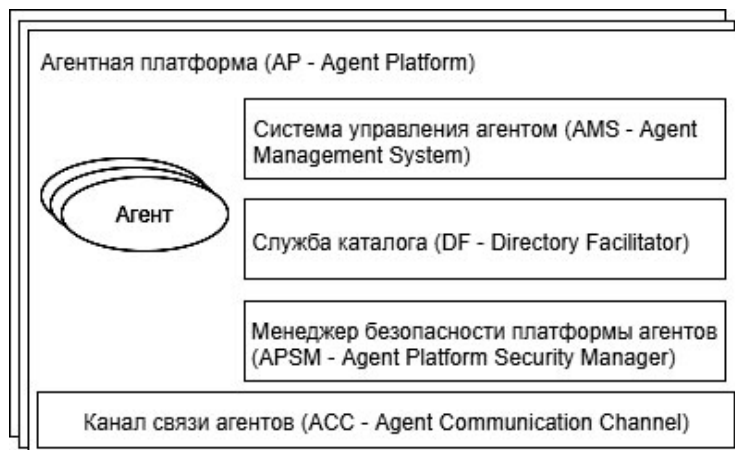 Агентная платформа (AP - Agent Platform)
Система управления агентом (AMS - Agent
Management System)
Агент
Служба каталога (DF - Directory Facilitator)
Менеджер безопасности платформы агентов
(APSM - Agent Platform Security Manager)
Канал связи агентов (ACC - Agent Communication Channel)